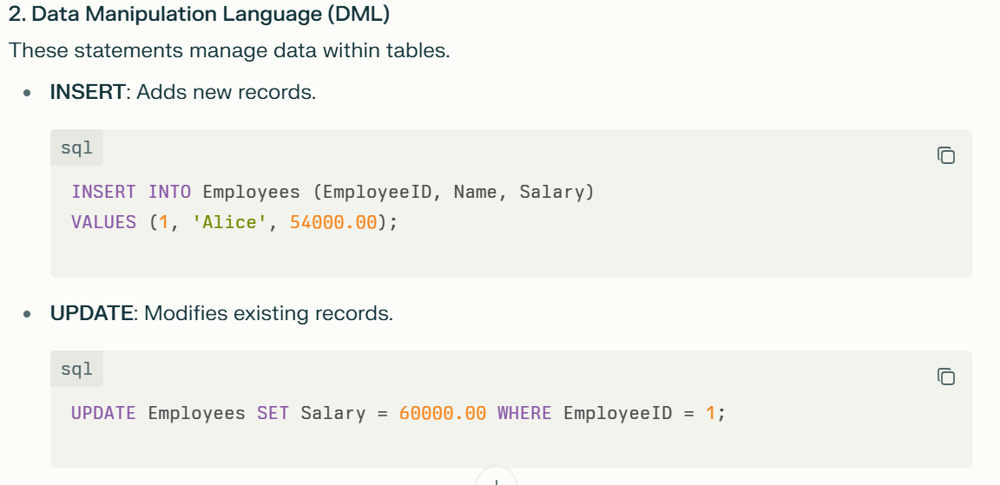 2. Data Manipulation Language (DML)
These statements manage data within tables.
INSERT: Adds new records.
sql
INSERT INTO Employees (EmployeeID, Name, Salary)
VALUES (1, 'Alice', 54000.00);
UPDATE: Modifies existing records.
sql
UPDATE Employees SET Salary = 60000.00 WHERE EmployeeID = 1;